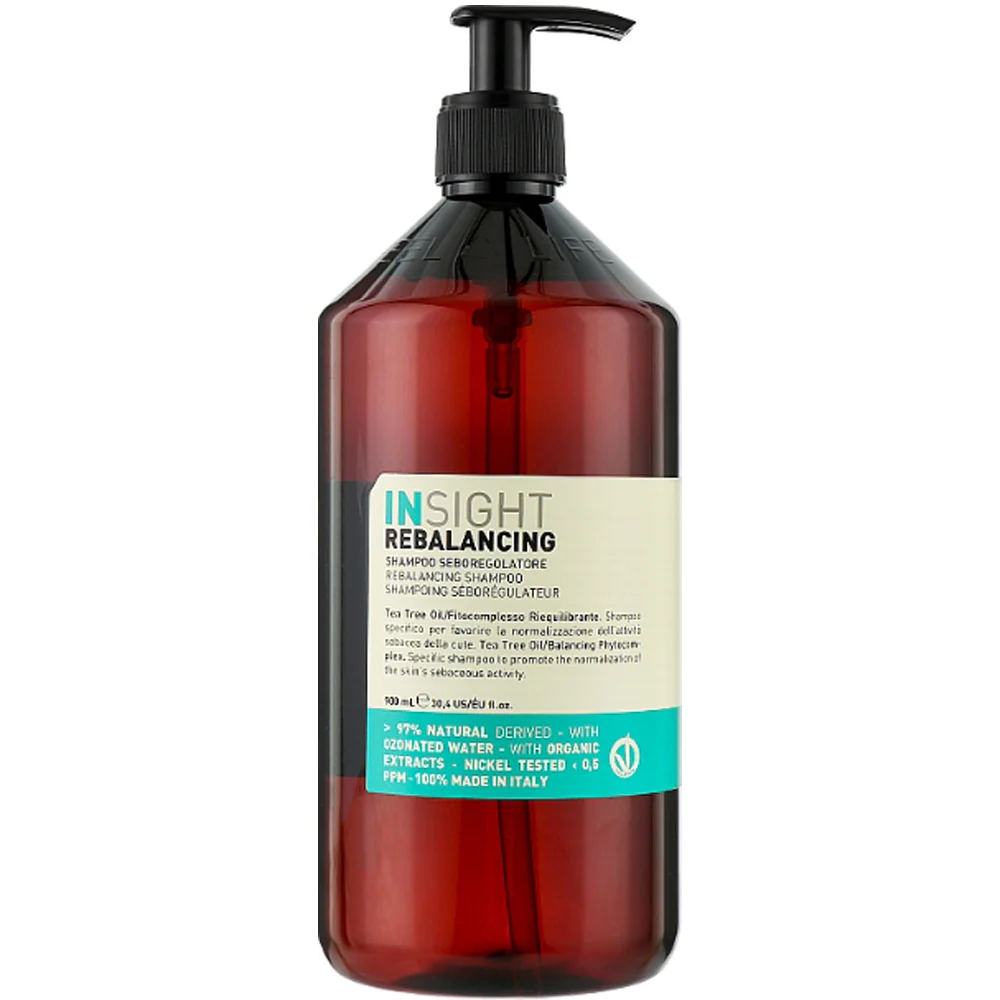 INSIGHT
REBALANCING
SHAMPOO SEBOREGOLATORE
REBALANCING SHAMPOO
SHAMPOING SÉBORÉGULATEUR
Tea Tree Oil/Fitocomplesso Riequilibrante. Shampoo
specifico per favorire la normalizzazione dell'attività
sebacea della cute. Tea Tree Oil/Balancing Phytocom-
plex. Specific shampoo to promote the normalization of
the skin's sebaceous activity.
900 mL ℮ 30,4 US/ÉU fl.oz.
> 97% NATURAL DERIVED - WITH
OZONATED WATER - WITH ORGANIC
EXTRACTS - NICKEL TESTED < 0,5
PPM - 100% MADE IN ITALY